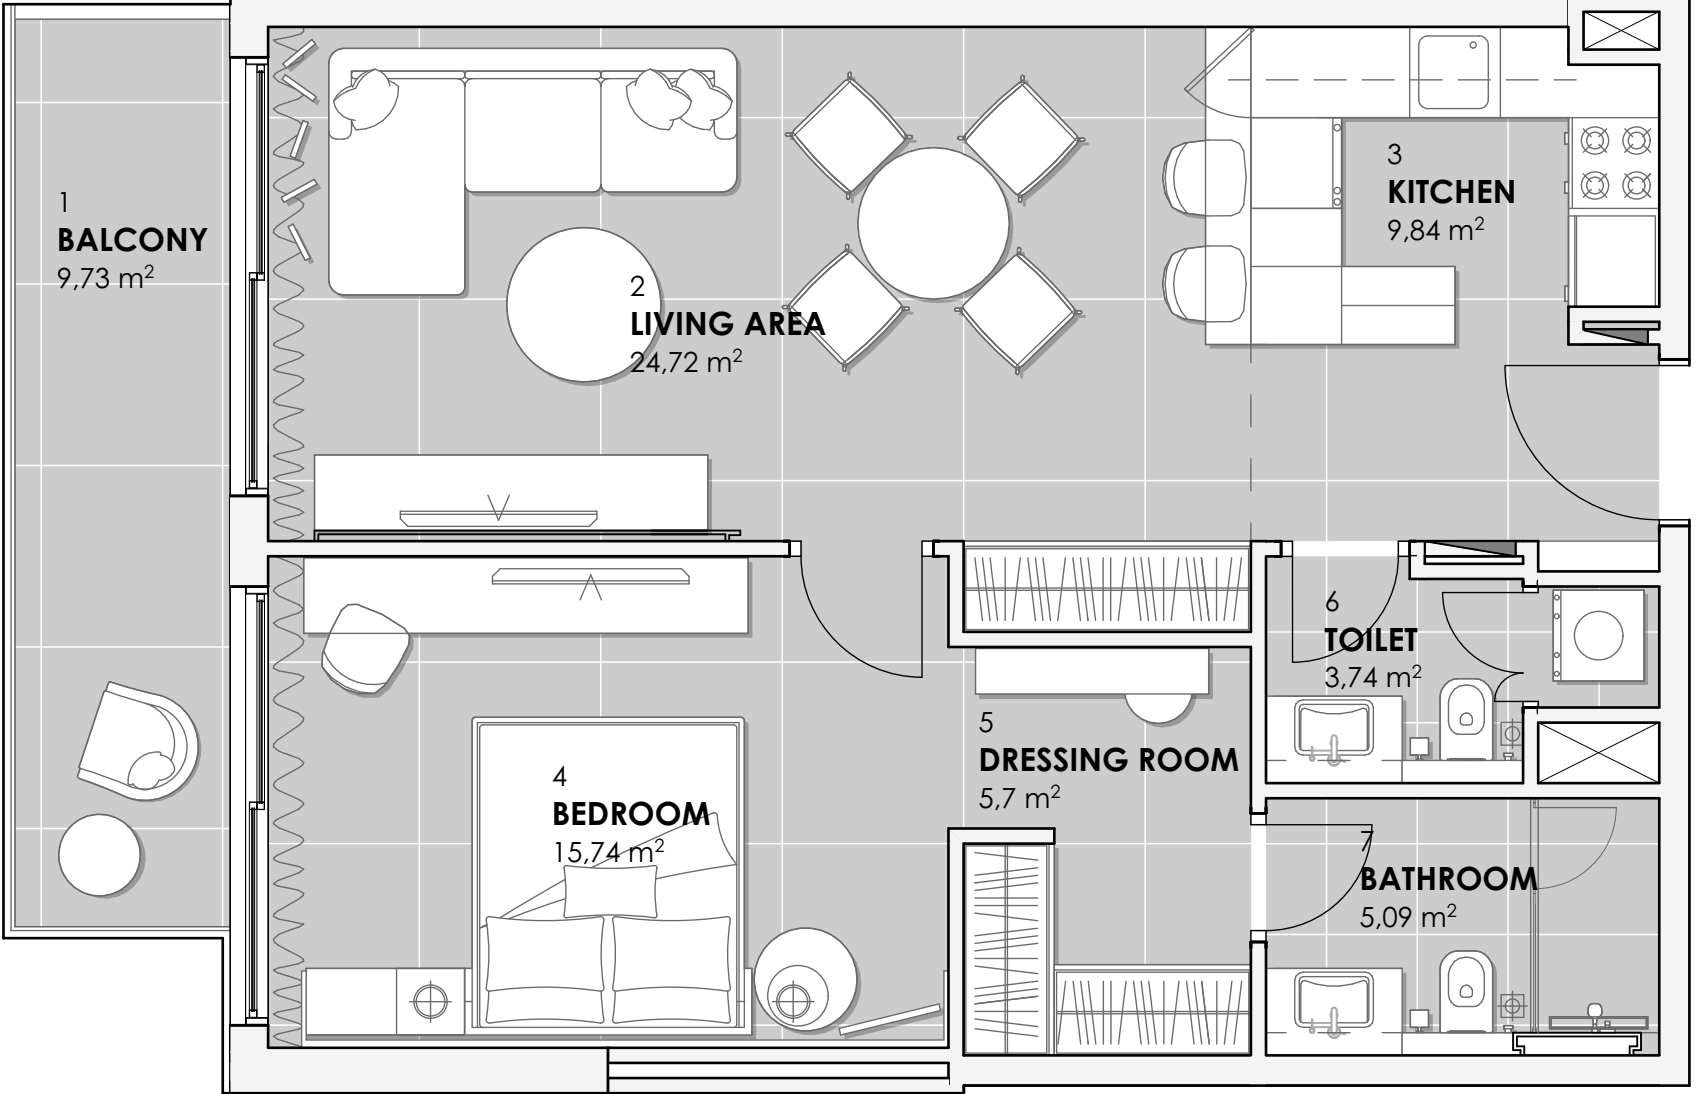 1
BALCONY
9,73 m²
2
LIVING AREA
24,72 m²
3
KITCHEN
9,84 m²
4
BEDROOM
15,74 m²
5
DRESSING ROOM
5,7 m²
6
TOILET
3,74 m²
7
BATHROOM
5,09 m²